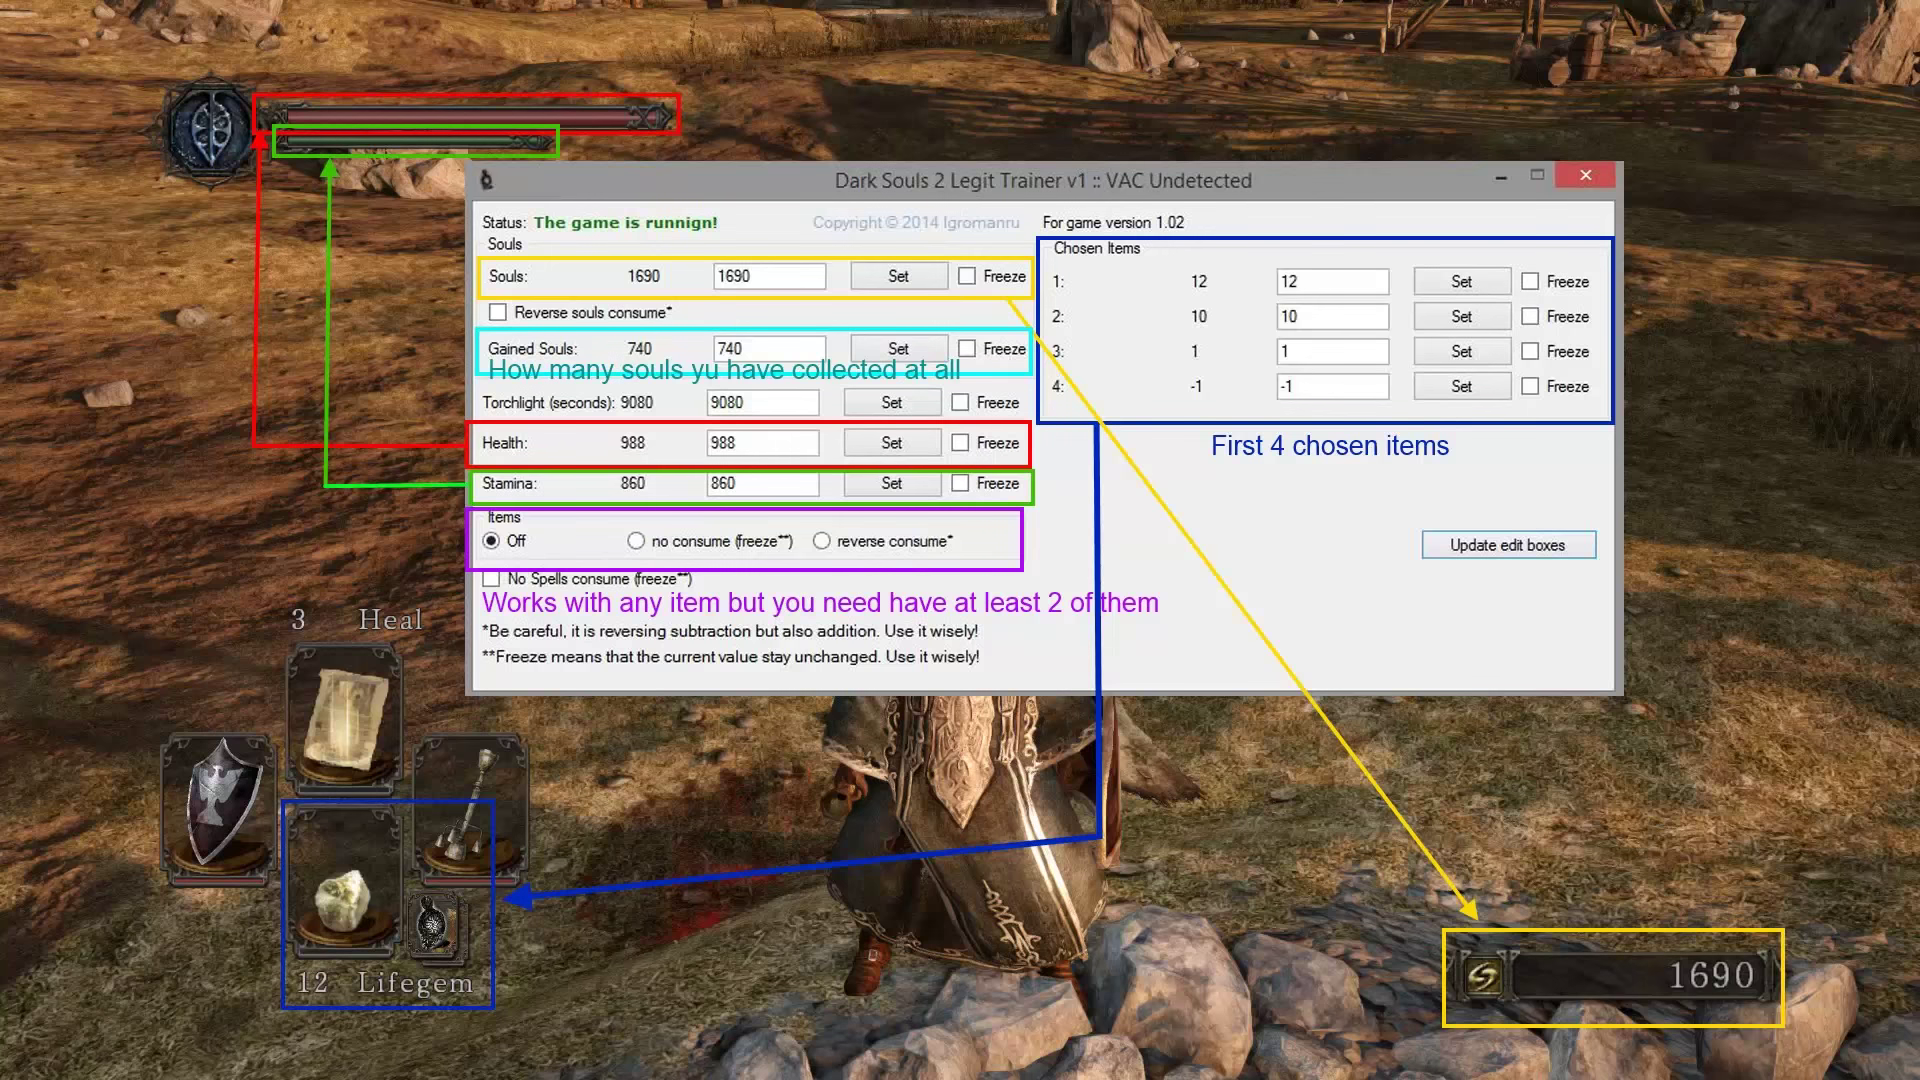 Dark Souls 2 Legit Trainer v1 :: VAC Undetected
Status: The game is runnign! Copyright © 2014 Igromanru For game version 1.02
Souls
Souls: 1690 1690 Set Freeze
Reverse souls consume*
Gained Souls: 740 740 Set Freeze
How many souls yu have collected at all
Torchlight (seconds): 9080 9080 Set Freeze
Health: 988 988 Set Freeze
Stamina: 860 860 Set Freeze
Items
Off no consume (freeze**) reverse consume*
No Spells consume (freeze**)
Works with any item but you need have at least 2 of them
*Be careful, it is reversing subtraction but also addition. Use it wisely!
**Freeze means that the current value stay unchanged. Use it wisely!
Chosen Items
1: 12 12 Set Freeze
2: 10 10 Set Freeze
3: 1 1 Set Freeze
4: -1 -1 Set Freeze
First 4 chosen items
Update edit boxes
3 Heal
12 Lifegem
1690